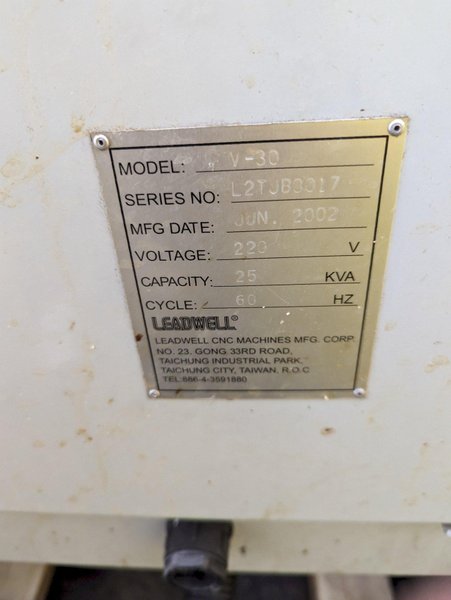 MODEL: V-30
SERIES NO: L2TJB0017
MFG DATE: JUN. 2002
VOLTAGE: 220 V
CAPACITY: 25 KVA
CYCLE: 60 HZ
LEADWELL®
LEADWELL CNC MACHINES MFG. CORP.
NO. 23, GONG 33RD ROAD,
TAICHUNG INDUSTRIAL PARK,
TAICHUNG CITY, TAIWAN, R.O.C
TEL:886-4-3591880